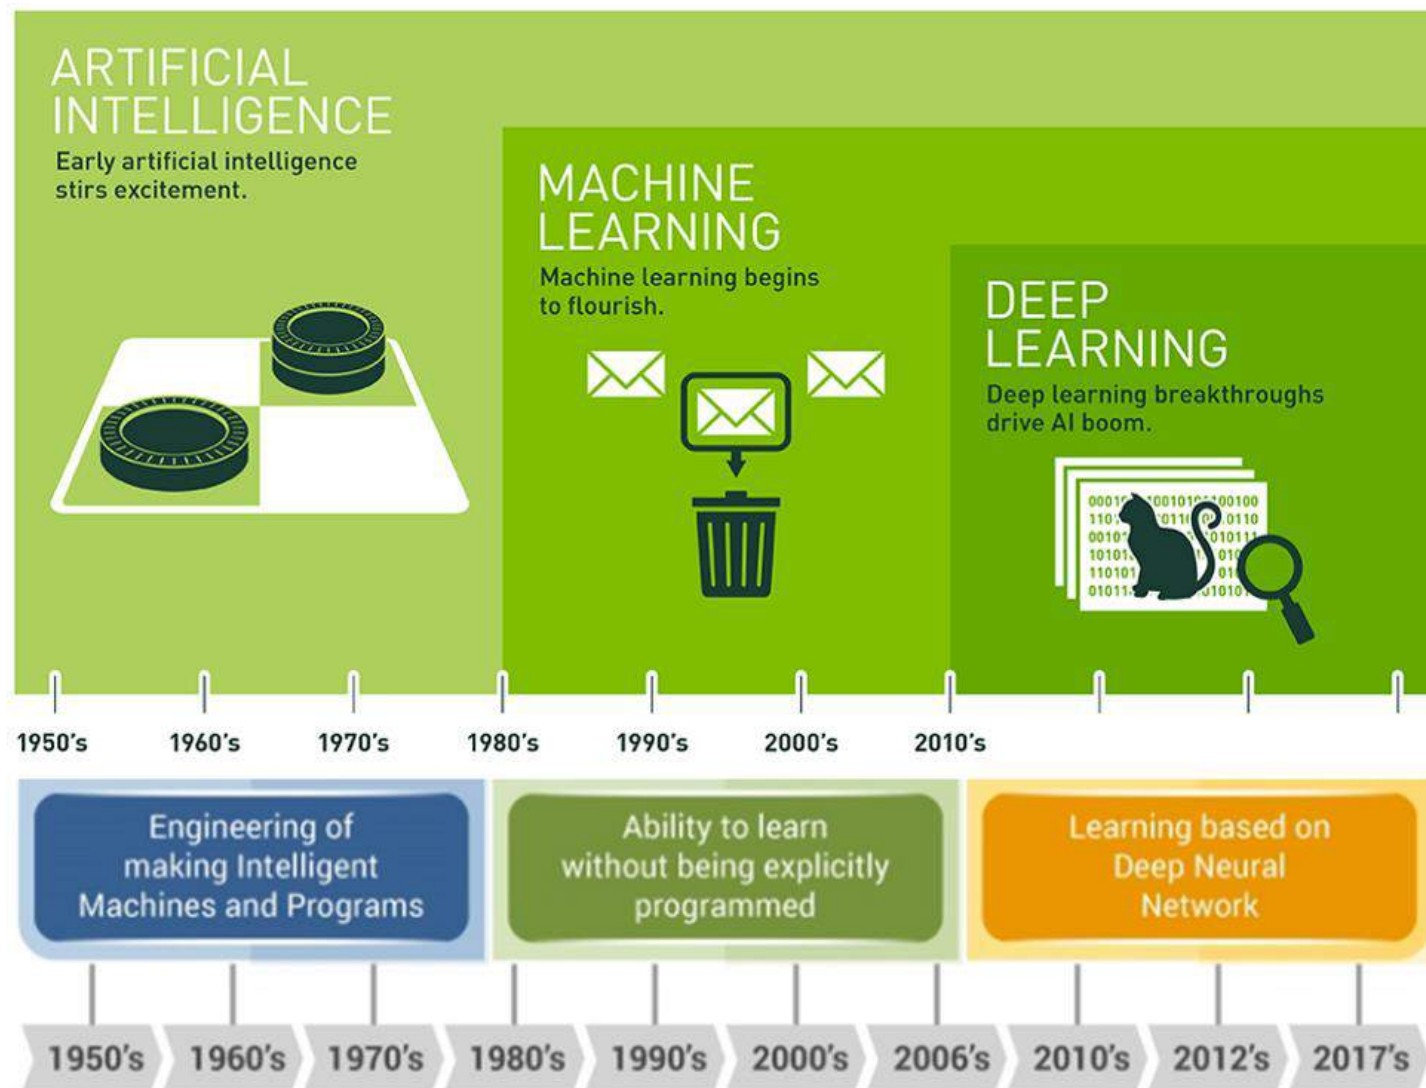 ARTIFICIAL
INTELLIGENCE
Early artificial intelligence
stirs excitement.
MACHINE
LEARNING
Machine learning begins
to flourish.
DEEP
LEARNING
Deep learning breakthroughs
drive AI boom.
1950's 1960's 1970's 1980's 1990's 2000's 2010's
Engineering of
making Intelligent
Machines and Programs
Ability to learn
without being explicitly
programmed
Learning based on
Deep Neural
Network
1950's 1960's 1970's 1980's 1990's 2000's 2006's 2010's 2012's 2017's